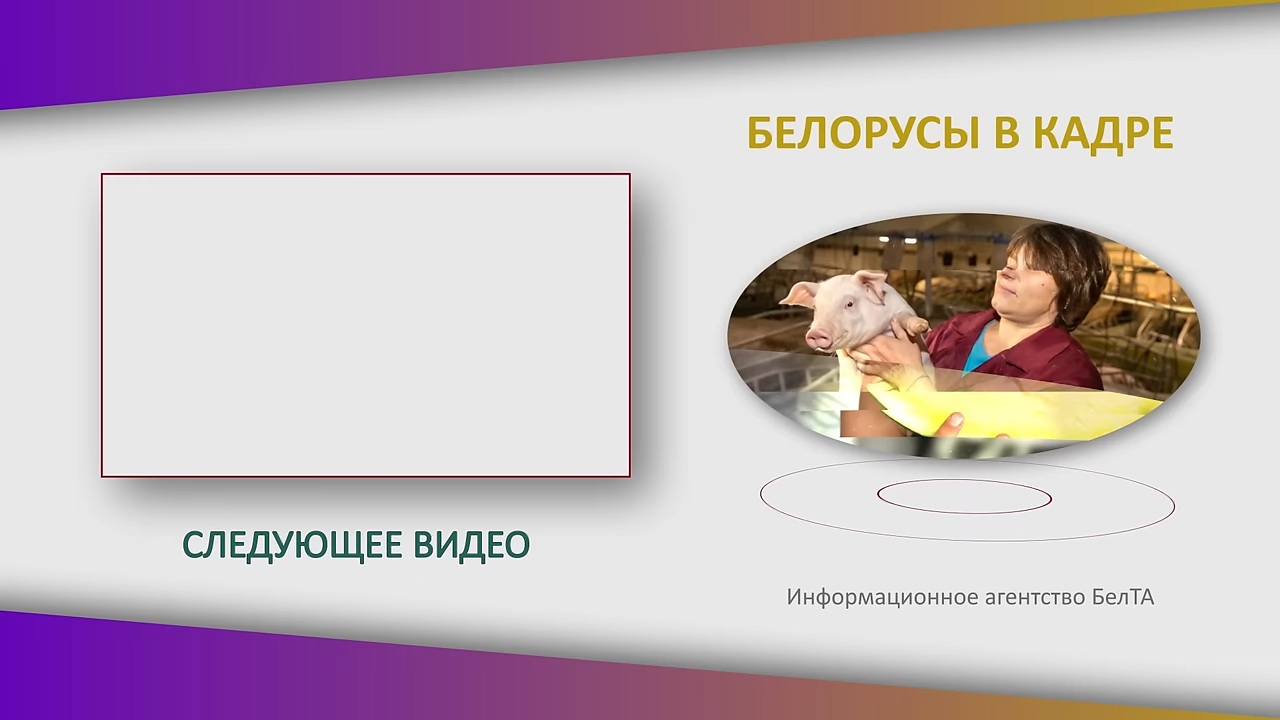 БЕЛОРУСЫ В КАДРЕ
СЛЕДУЮЩЕЕ ВИДЕО
Информационное агентство БелТА